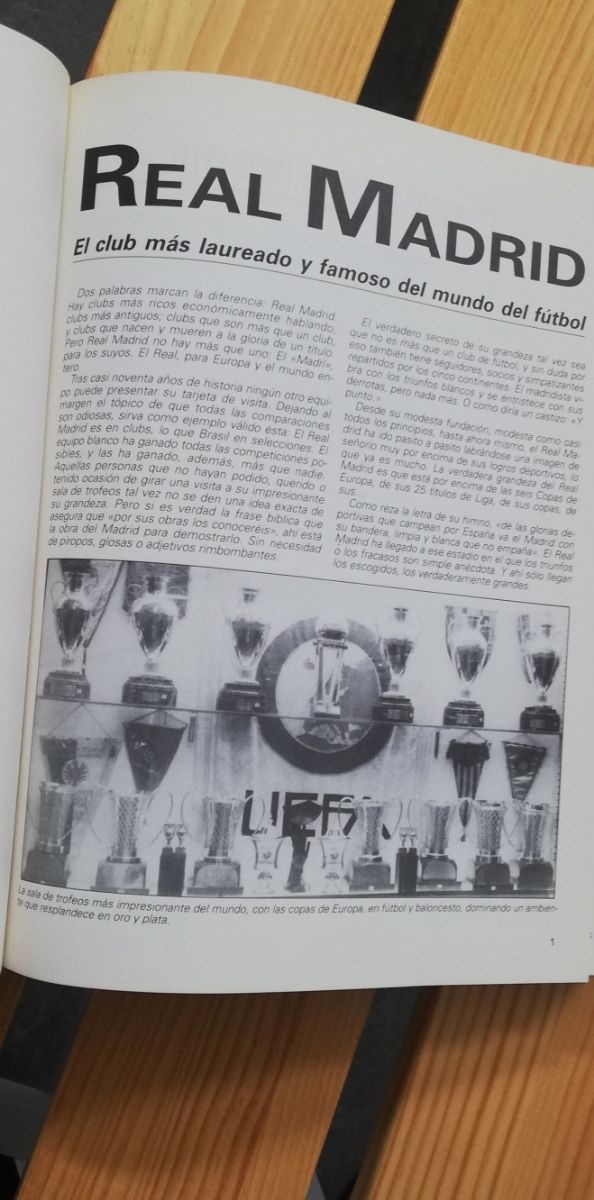 REAL MADRID
El club más laureado y famoso del mundo del fútbol
Dos palabras marcan la diferencia: Real Madrid.
Hay clubs más ricos económicamente hablando;
clubs más antiguos; clubs que son más que un club,
y clubs que nacen y mueren a la gloria de un título.
Pero Real Madrid no hay más que uno: El «Madri»,
para los suyos. El Real, para Europa y el mundo en-
tero.
Tras casi noventa años de historia ningún otro equi-
po puede presentar su tarjeta de visita. Dejando al
margen el tópico de que todas las comparaciones
son odiosas, sirva como ejemplo válido ésta: El Real
Madrid es en clubs, lo que Brasil en selecciones. El
equipo blanco ha ganado todas las competiciones po-
sibles, y las ha ganado, además, más que nadie.
Aquellas personas que no hayan podido, querido o
tenido ocasión de girar una visita a su impresionante
sala de trofeos tal vez no se den una idea exacta de
su grandeza. Pero si es verdad la frase bíblica que
asegura que «por sus obras los conoceréis», ahí está
la obra del Madrid para demostrarlo. Sin necesidad
de piropos, glosas o adjetivos rimbombantes.
El verdadero secreto de su grandeza tal vez sea
que no es más que un club de fútbol, y sin duda por
eso también tiene seguidores, socios y simpatizantes
repartidos por los cinco continentes. El madridista vi-
bra con los triunfos blancos y se entristece con sus
derrotas, pero nada más. O como diría un castizo: «Y
punto.»
Desde su modesta fundación, modesta como casi
todos los principios, hasta ahora mismo, el Real Ma-
drid ha ido pasito a pasito labrándose una imagen de
señorío muy por encima de sus logros deportivos, lo
que ya es mucho. La verdadera grandeza del Real
Madrid es que está por encima de las seis Copas de
Europa, de sus 25 títulos de Liga, de sus copas, de
sus...
Como reza la letra de su himno, «de las glorias de-
portivas que campean por España va el Madrid con
su bandera, limpia y blanca que no empaña». El Real
Madrid ha llegado a ese estadio en el que los triunfos
o los fracasos son simple anécdota. Y ahí sólo llegan
los escogidos, los verdaderamente grandes.
UEFA
La sala de trofeos más impresionante del mundo, con las copas de Europa, en fútbol y baloncesto, dominando un ambien-
te que resplandece en oro y plata.
1